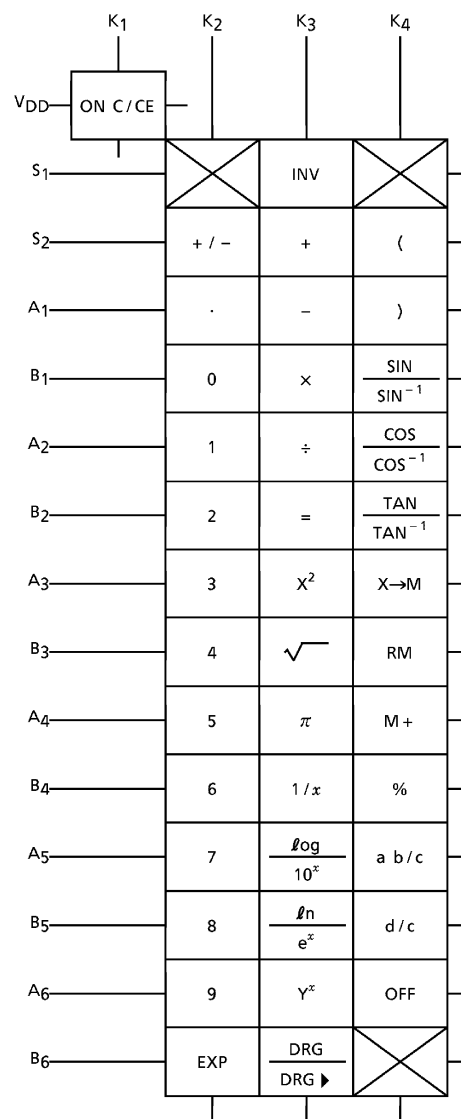 K1 K2 K3 K4
VDD ON C/CE
S1 INV
S2 +/− + (
A1 · − )
B1 0 × SIN
SIN⁻¹
A2 1 ÷ COS
COS⁻¹
B2 2 = TAN
TAN⁻¹
A3 3 X² X→M
B3 4 √ RM
A4 5 π M+
B4 6 1/x %
A5 7 ℓog a b/c
10ˣ
B5 8 ℓn d/c
eˣ
A6 9 Yˣ OFF
B6 EXP DRG
DRG ▶